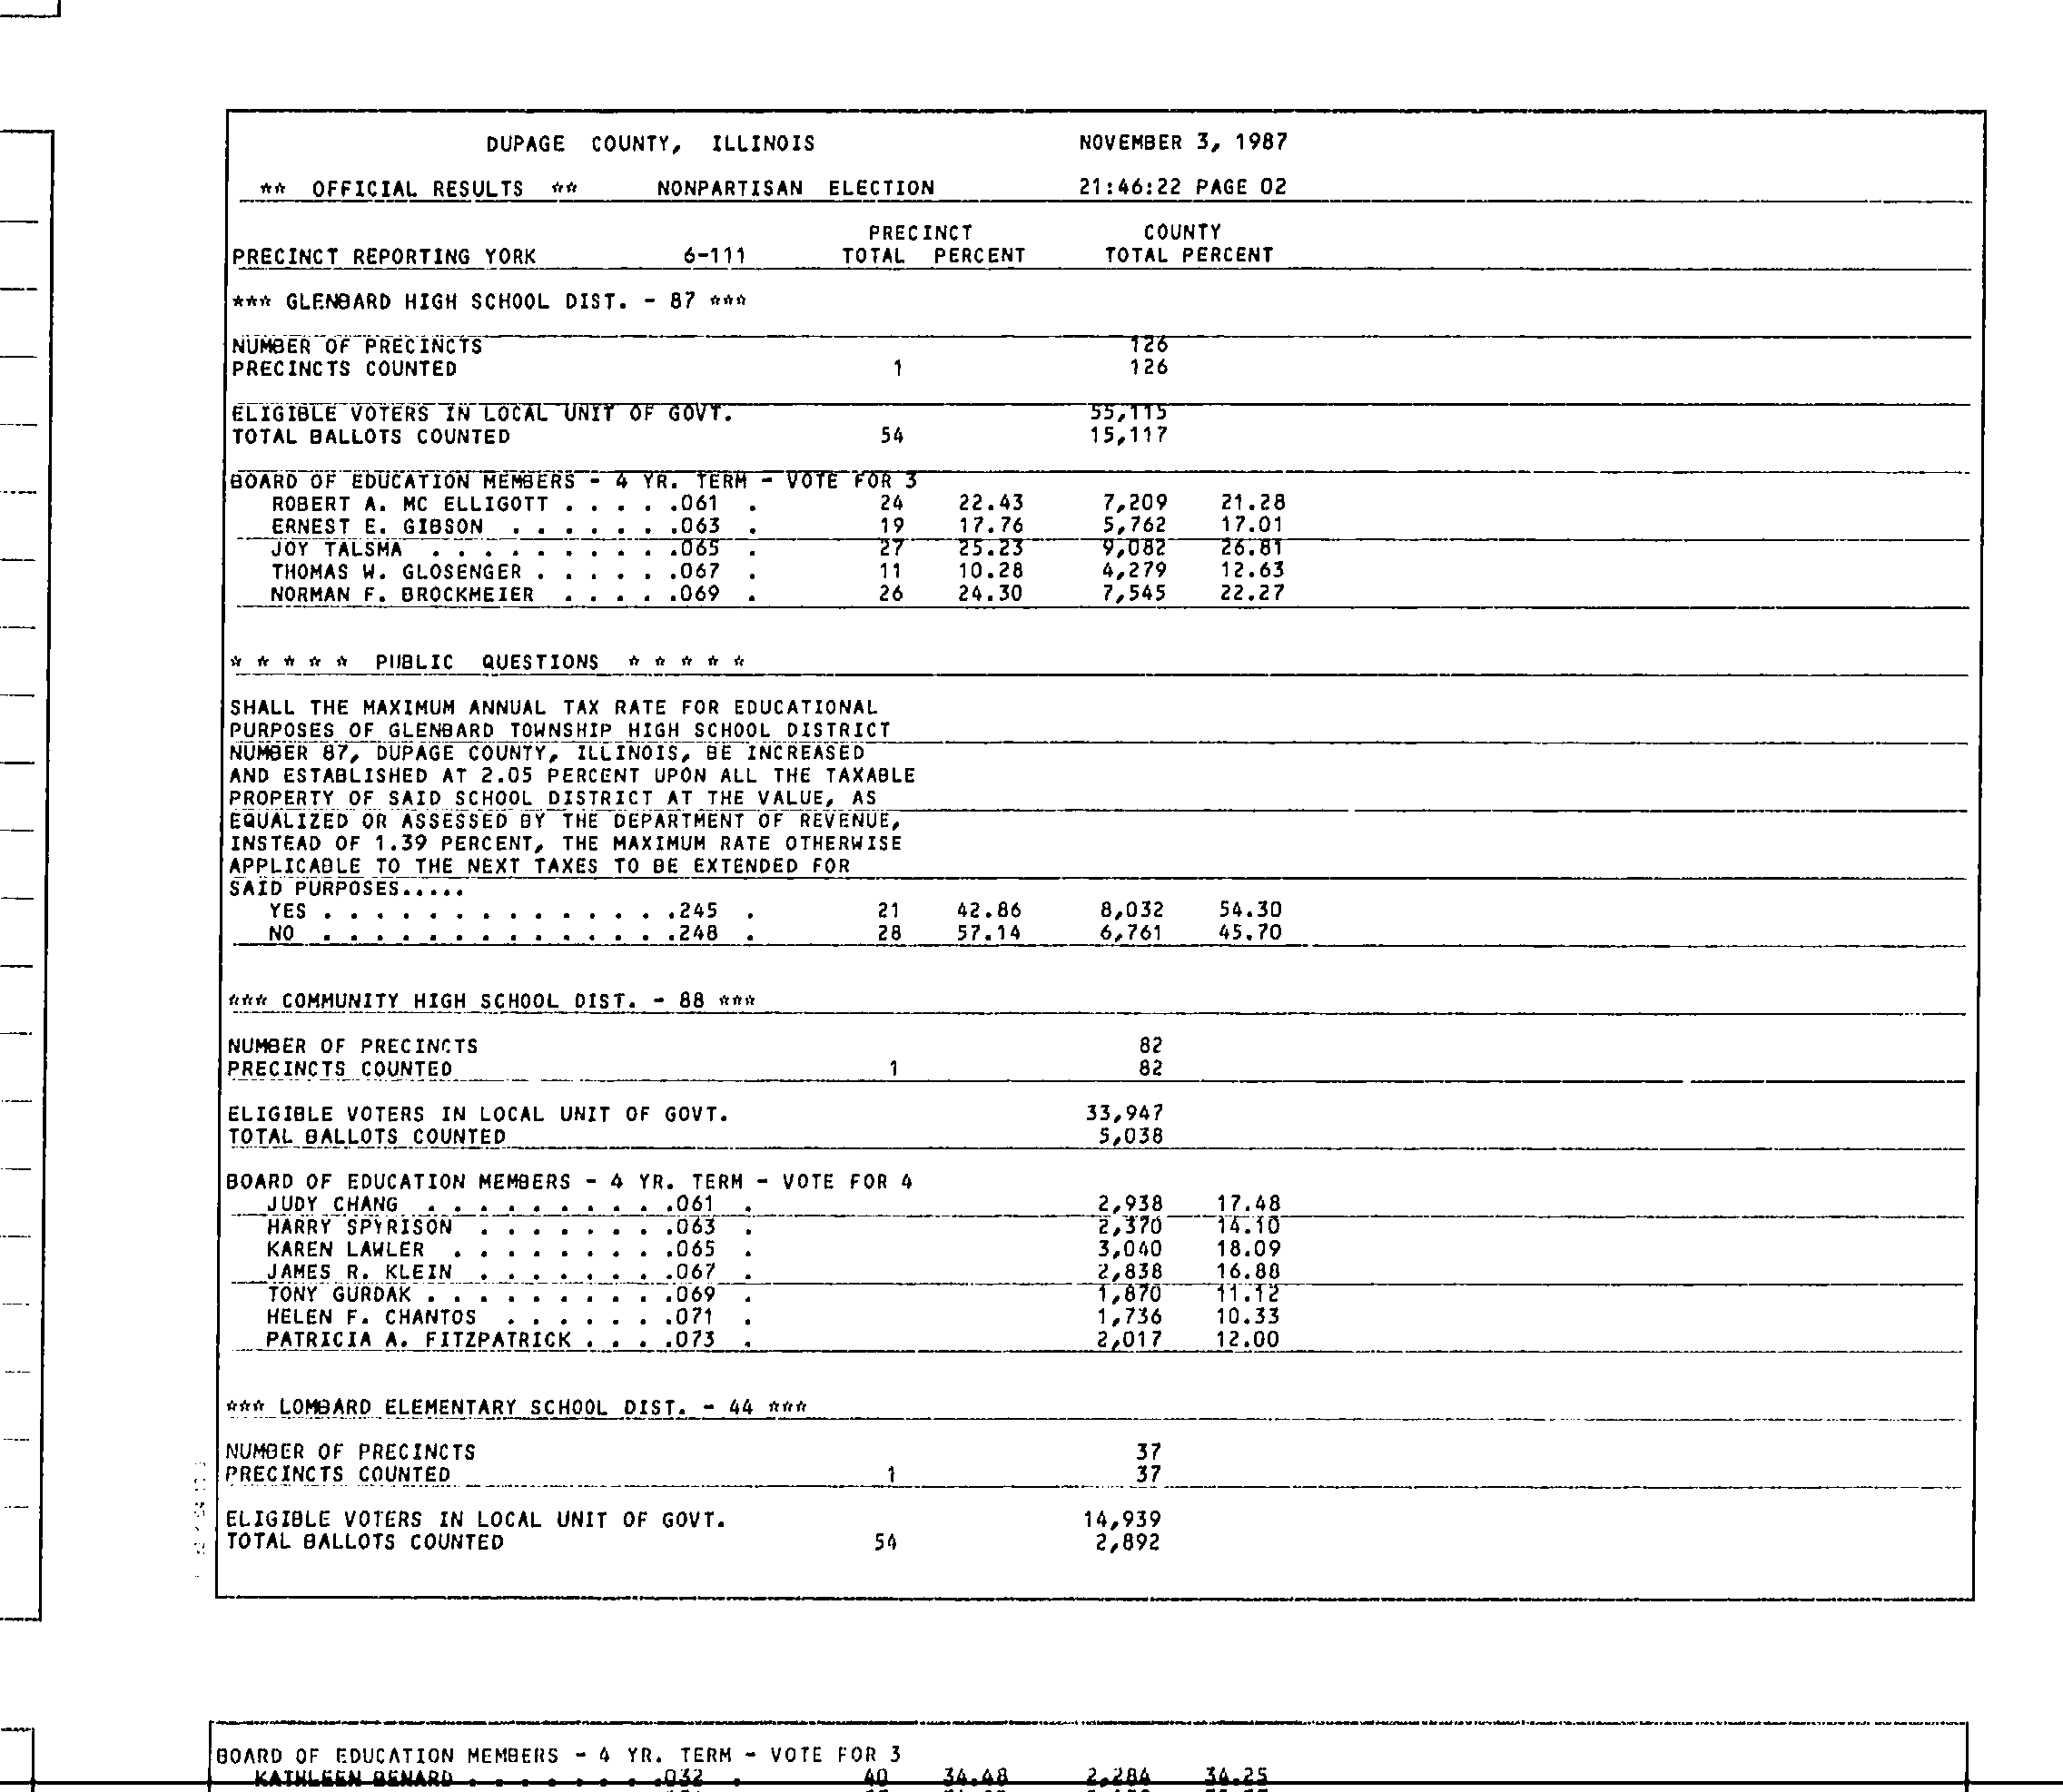 DUPAGE COUNTY, ILLINOIS NOVEMBER 3, 1987
** OFFICIAL RESULTS ** NONPARTISAN ELECTION 21:46:22 PAGE 02
PRECINCT COUNTY
PRECINCT REPORTING YORK 6-111 TOTAL PERCENT TOTAL PERCENT
*** GLENBARD HIGH SCHOOL DIST. - 87 ***
NUMBER OF PRECINCTS 126
PRECINCTS COUNTED 1 126
ELIGIBLE VOTERS IN LOCAL UNIT OF GOVT. 55,115
TOTAL BALLOTS COUNTED 54 15,117
BOARD OF EDUCATION MEMBERS - 4 YR. TERM - VOTE FOR 3
ROBERT A. MC ELLIGOTT . . . . .061 . 24 22.43 7,209 21.28
ERNEST E. GIBSON . . . . . . .063 . 19 17.76 5,762 17.01
JOY TALSMA . . . . . . . . . .065 . 27 25.23 9,082 26.81
THOMAS W. GLOSENGER . . . . . .067 . 11 10.28 4,279 12.63
NORMAN F. BROCKMEIER . . . . .069 . 26 24.30 7,545 22.27
* * * * * PUBLIC QUESTIONS * * * * *
SHALL THE MAXIMUM ANNUAL TAX RATE FOR EDUCATIONAL
PURPOSES OF GLENBARD TOWNSHIP HIGH SCHOOL DISTRICT
NUMBER 87, DUPAGE COUNTY, ILLINOIS, BE INCREASED
AND ESTABLISHED AT 2.05 PERCENT UPON ALL THE TAXABLE
PROPERTY OF SAID SCHOOL DISTRICT AT THE VALUE, AS
EQUALIZED OR ASSESSED BY THE DEPARTMENT OF REVENUE,
INSTEAD OF 1.39 PERCENT, THE MAXIMUM RATE OTHERWISE
APPLICABLE TO THE NEXT TAXES TO BE EXTENDED FOR
SAID PURPOSES.....
YES . . . . . . . . . . . . . .245 . 21 42.86 8,032 54.30
NO . . . . . . . . . . . . . .248 . 28 57.14 6,761 45.70
*** COMMUNITY HIGH SCHOOL DIST. - 88 ***
NUMBER OF PRECINCTS 82
PRECINCTS COUNTED 1 82
ELIGIBLE VOTERS IN LOCAL UNIT OF GOVT. 33,947
TOTAL BALLOTS COUNTED 5,038
BOARD OF EDUCATION MEMBERS - 4 YR. TERM - VOTE FOR 4
JUDY CHANG . . . . . . . . . .061 . 2,938 17.48
HARRY SPYRISON . . . . . . . .063 . 2,370 14.10
KAREN LAWLER . . . . . . . . .065 . 3,040 18.09
JAMES R. KLEIN . . . . . . . .067 . 2,838 16.88
TONY GURDAK . . . . . . . . . .069 . 1,870 11.12
HELEN F. CHANTOS . . . . . . .071 . 1,736 10.33
PATRICIA A. FITZPATRICK . . . .073 . 2,017 12.00
*** LOMBARD ELEMENTARY SCHOOL DIST. - 44 ***
NUMBER OF PRECINCTS 37
PRECINCTS COUNTED 1 37
ELIGIBLE VOTERS IN LOCAL UNIT OF GOVT. 14,939
TOTAL BALLOTS COUNTED 54 2,892
BOARD OF EDUCATION MEMBERS - 4 YR. TERM - VOTE FOR 3
KATHLEEN BENARD . . . . . . . .032 . 40 34.48 2,284 34.25